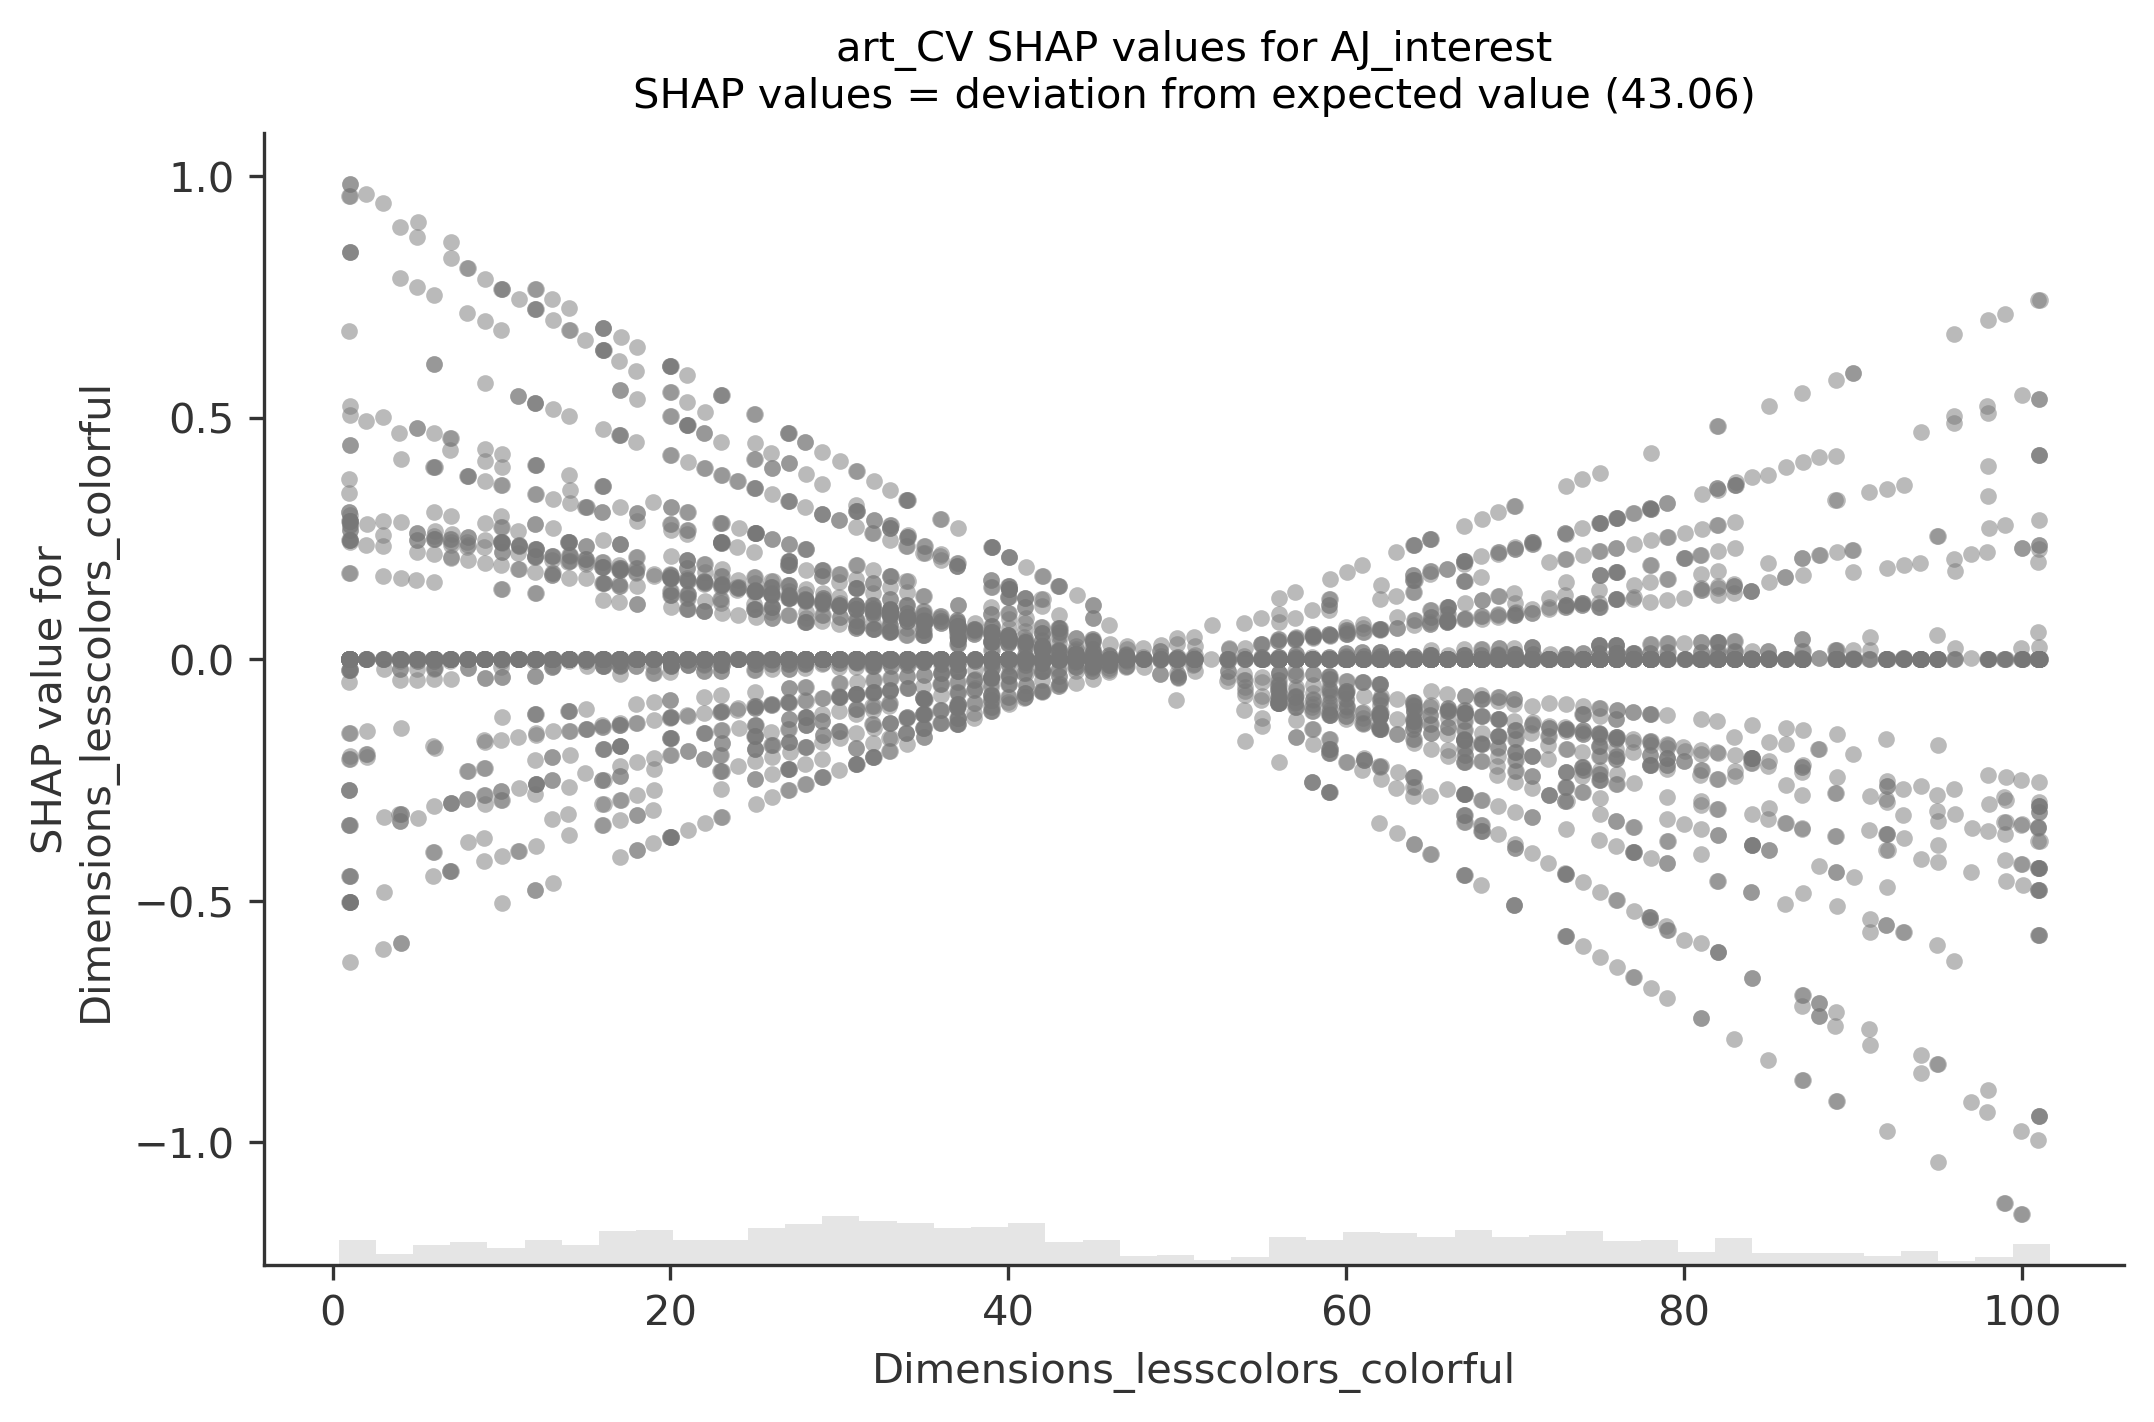 art_CV SHAP values for AJ_interest
SHAP values = deviation from expected value (43.06)
SHAP value for
Dimensions_lesscolors_colorful
1.0
0.5
0.0
−0.5
−1.0
0
20
40
60
80
100
Dimensions_lesscolors_colorful